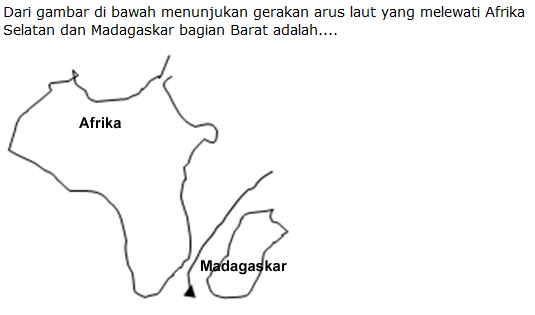 Dari gambar di bawah menunjukan gerakan arus laut yang melewati Afrika
Selatan dan Madagaskar bagian Barat adalah....
Afrika
Madagaskar